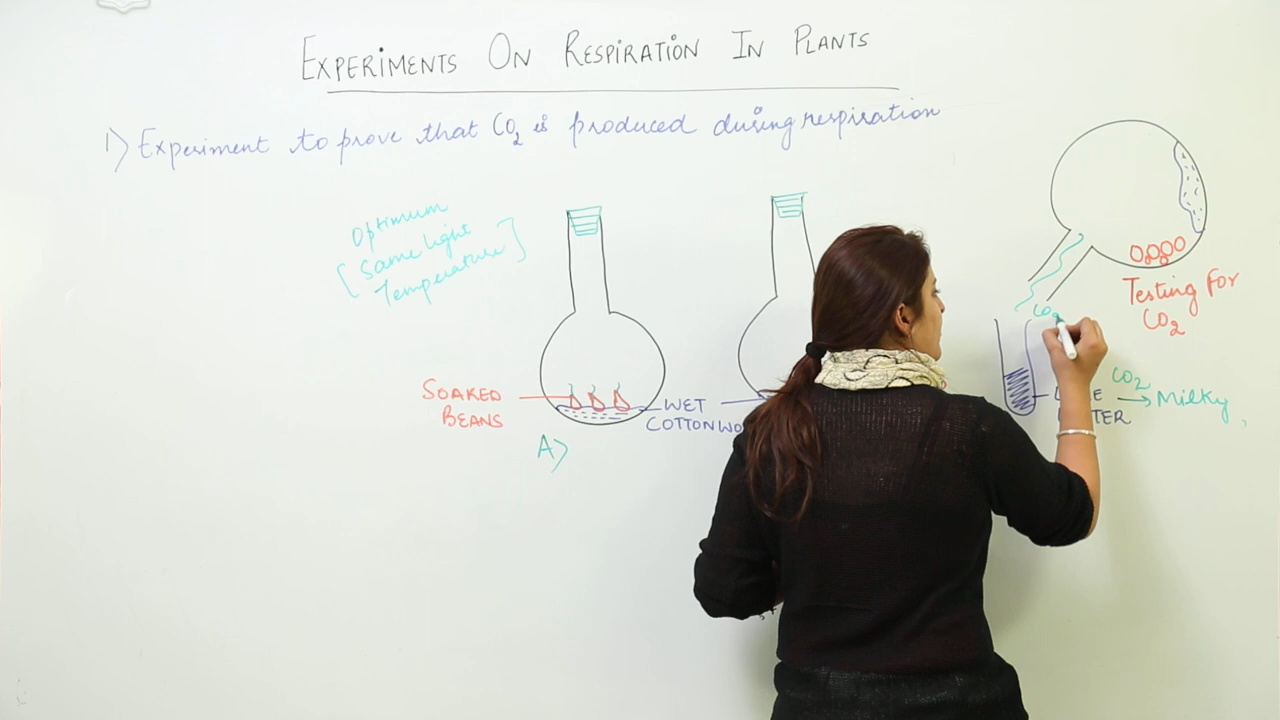 EXPERIMENTS ON RESPIRATION IN PLANTS
1) Experiment to prove that CO2 is produced during respiration
Optimum
[ Same light
Temperature ]
SOAKED
BEANS
WET
COTTON
A)
Testing for
CO2
CO2
CO2
→ Milky